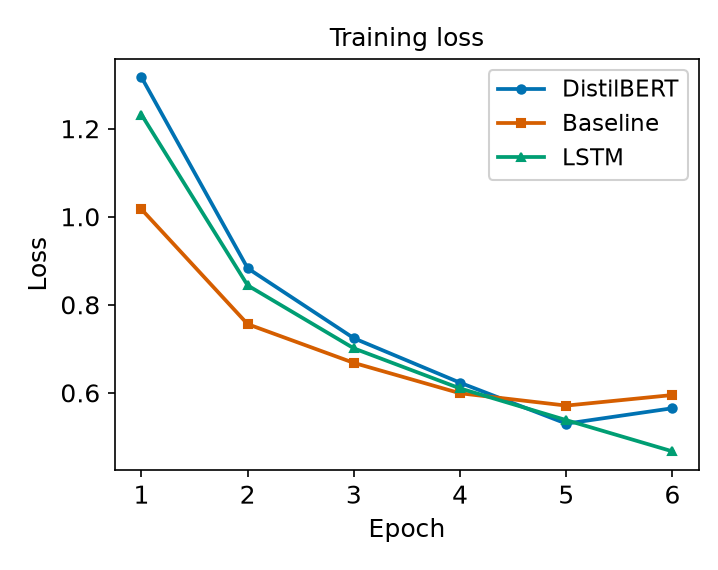 Training loss
DistilBERT
Baseline
LSTM
Loss
1.2
1.0
0.8
0.6
1 2 3 4 5 6
Epoch